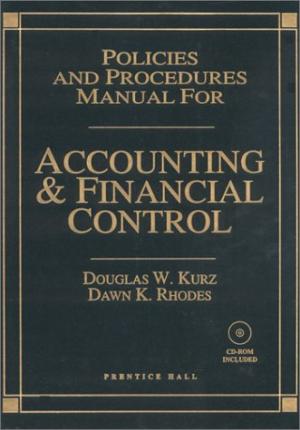 POLICIES
AND PROCEDURES
MANUAL FOR
ACCOUNTING
& FINANCIAL
CONTROL
DOUGLAS W. KURZ
DAWN K. RHODES
CD-ROM
INCLUDED
PRENTICE HALL